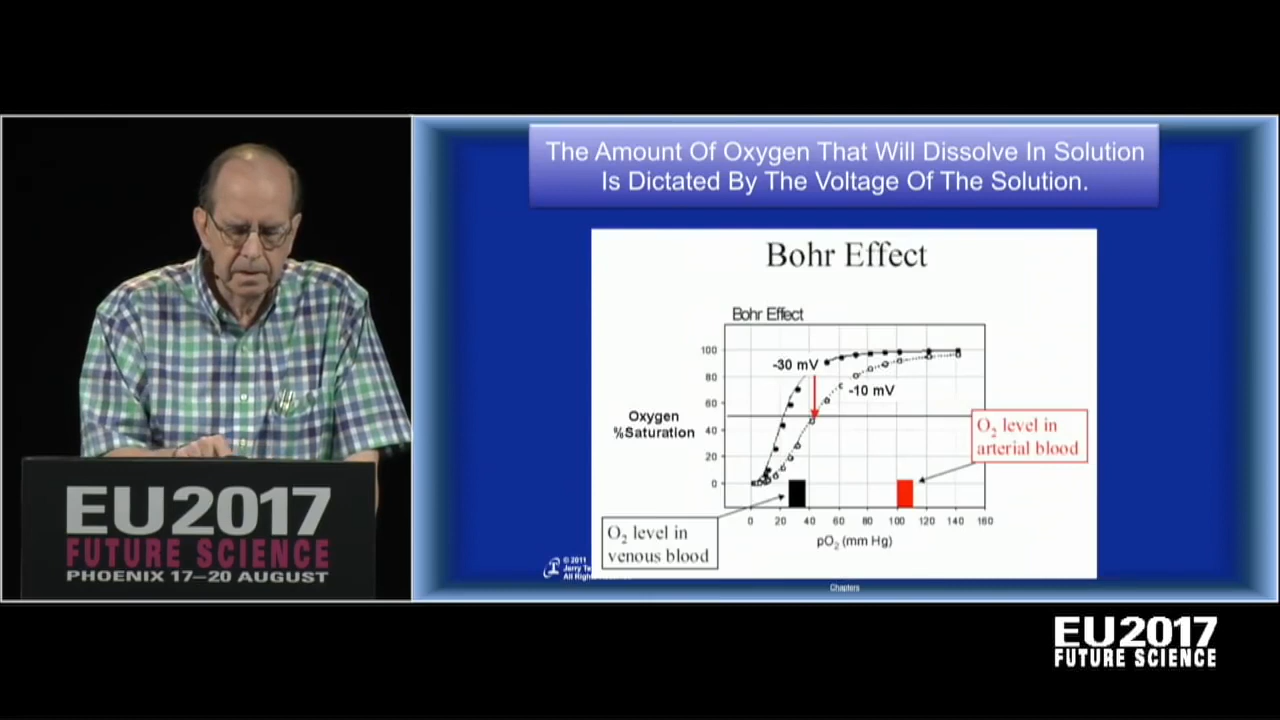 The Amount Of Oxygen That Will Dissolve In Solution
Is Dictated By The Voltage Of The Solution.
Bohr Effect
Bohr Effect
100
80
60
40
20
0
Oxygen
%Saturation
-30 mV
-10 mV
O₂ level in
arterial blood
O₂ level in
venous blood
0 20 40 60 80 100 120 140 160
pO₂ (mm Hg)
© 2011
Jerry
All
Chapters
EU2017
FUTURE SCIENCE
PHOENIX 17–20 AUGUST
EU2017
FUTURE SCIENCE